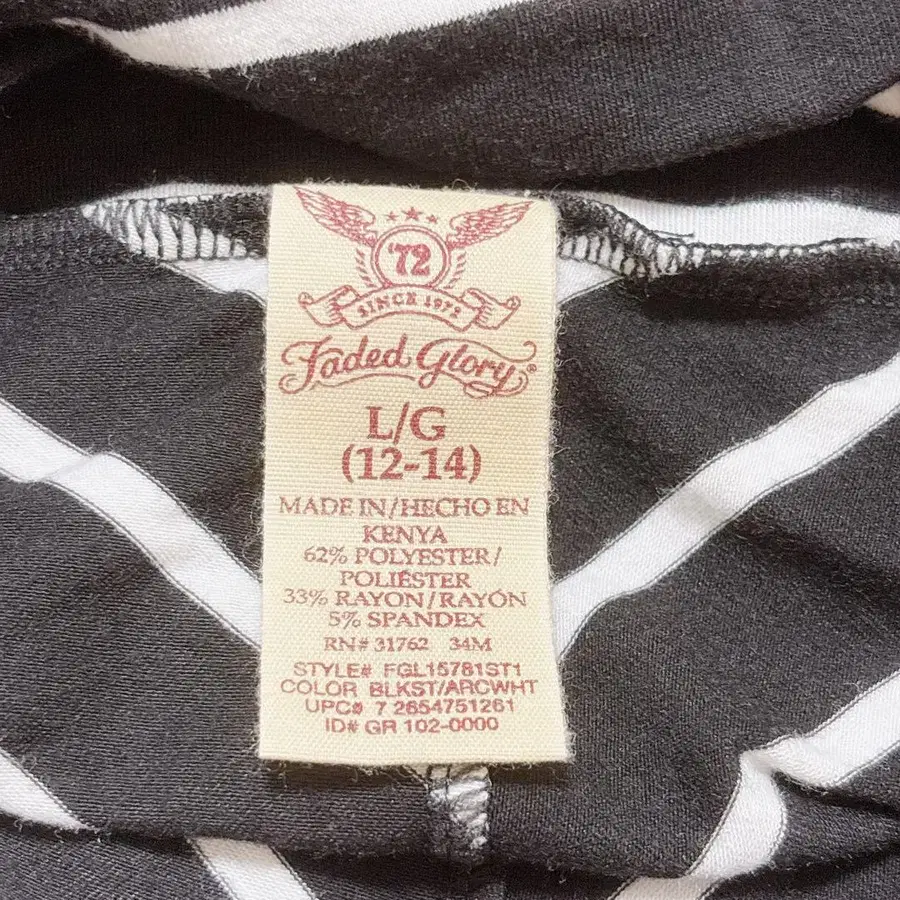 '72
SINCE 1972
Faded Glory®
L/G
(12-14)
MADE IN/HECHO EN
KENYA
62% POLYESTER/
POLIÉSTER
33% RAYON/RAYÓN
5% SPANDEX
RN# 31762 34M
STYLE# FGL15781ST1
COLOR BLKST/ARCWHT
UPC# 7 2654751261
ID# GR 102-0000